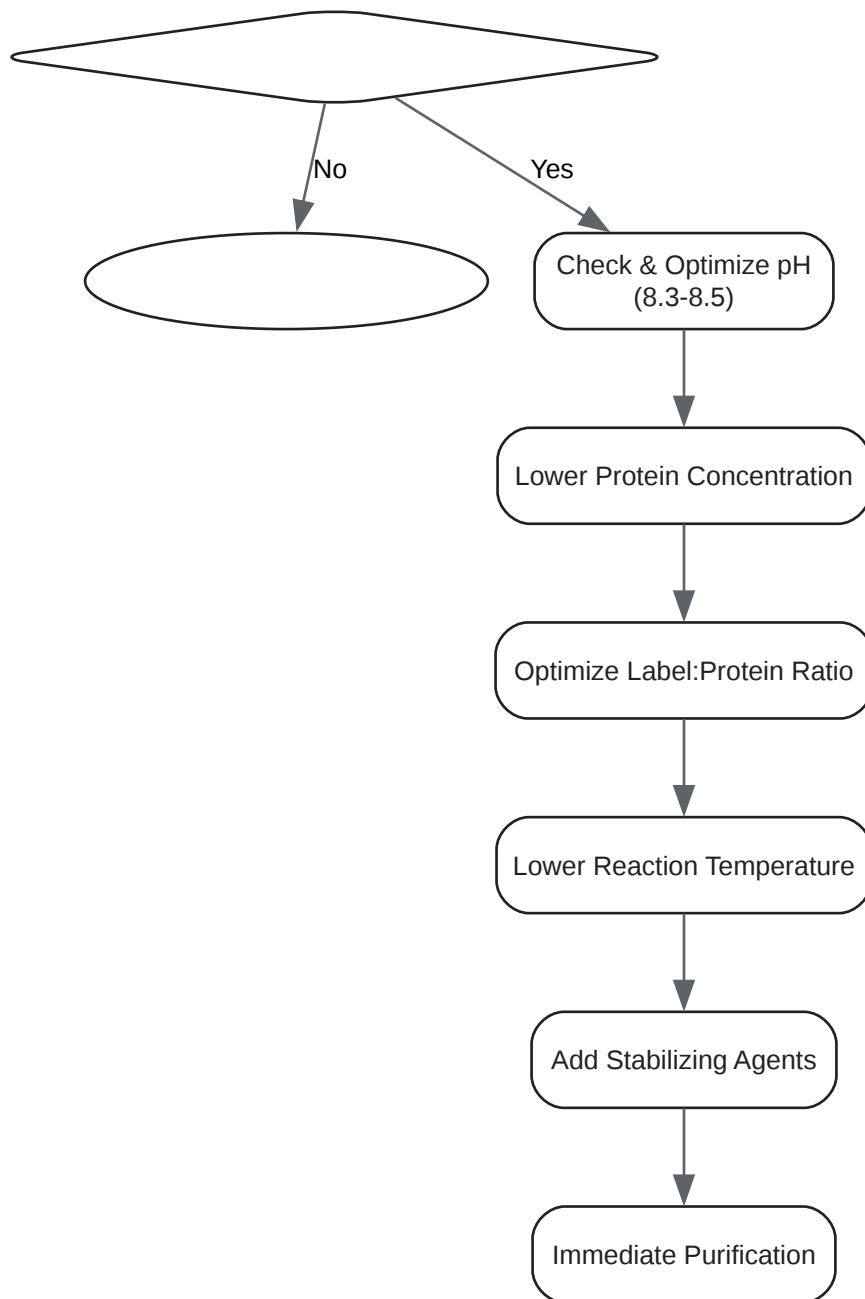 No
Yes
Check & Optimize pH
(8.3-8.5)
Lower Protein Concentration
Optimize Label:Protein Ratio
Lower Reaction Temperature
Add Stabilizing Agents
Immediate Purification